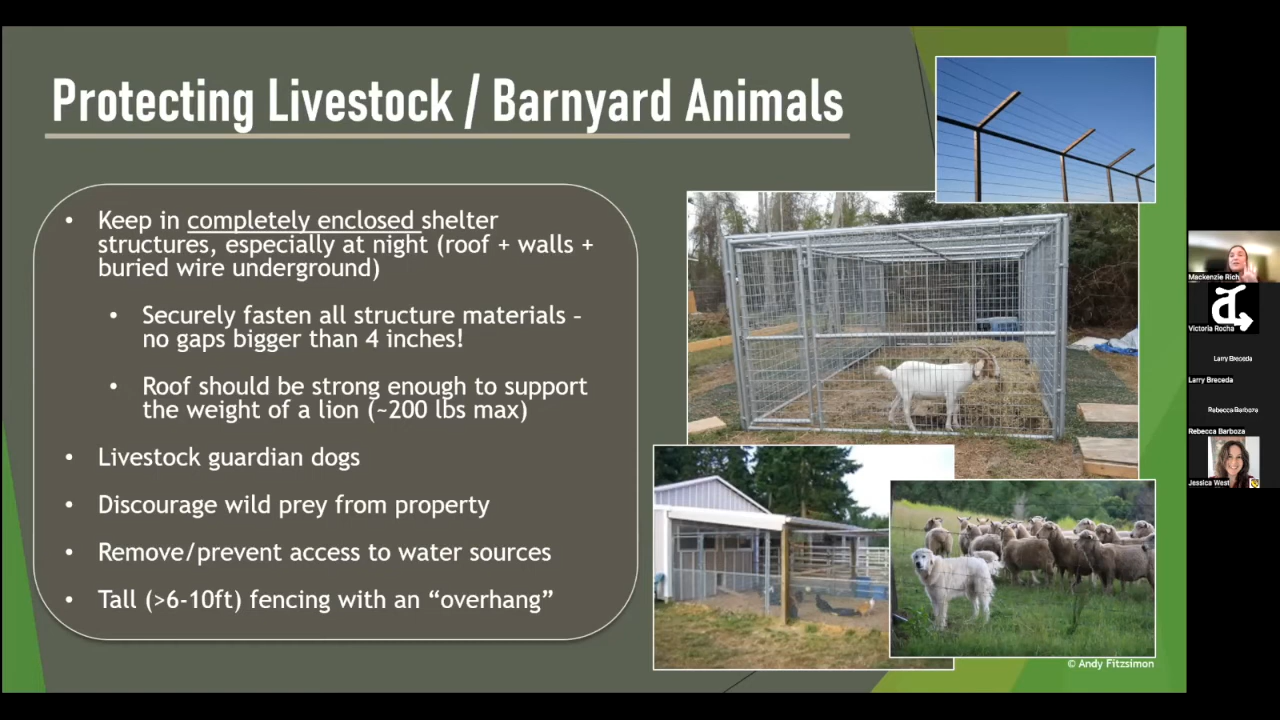 Protecting Livestock / Barnyard Animals
• Keep in completely enclosed shelter
structures, especially at night (roof + walls +
buried wire underground)
• Securely fasten all structure materials –
no gaps bigger than 4 inches!
• Roof should be strong enough to support
the weight of a lion (~200 lbs max)
• Livestock guardian dogs
• Discourage wild prey from property
• Remove/prevent access to water sources
• Tall (>6-10ft) fencing with an “overhang”
© Andy Fitzsimon
Mackenzie Rich
Victoria Rocha
Larry Breceda
Larry Breceda
Rebecca Barboza
Rebecca Barboza
Jessica West